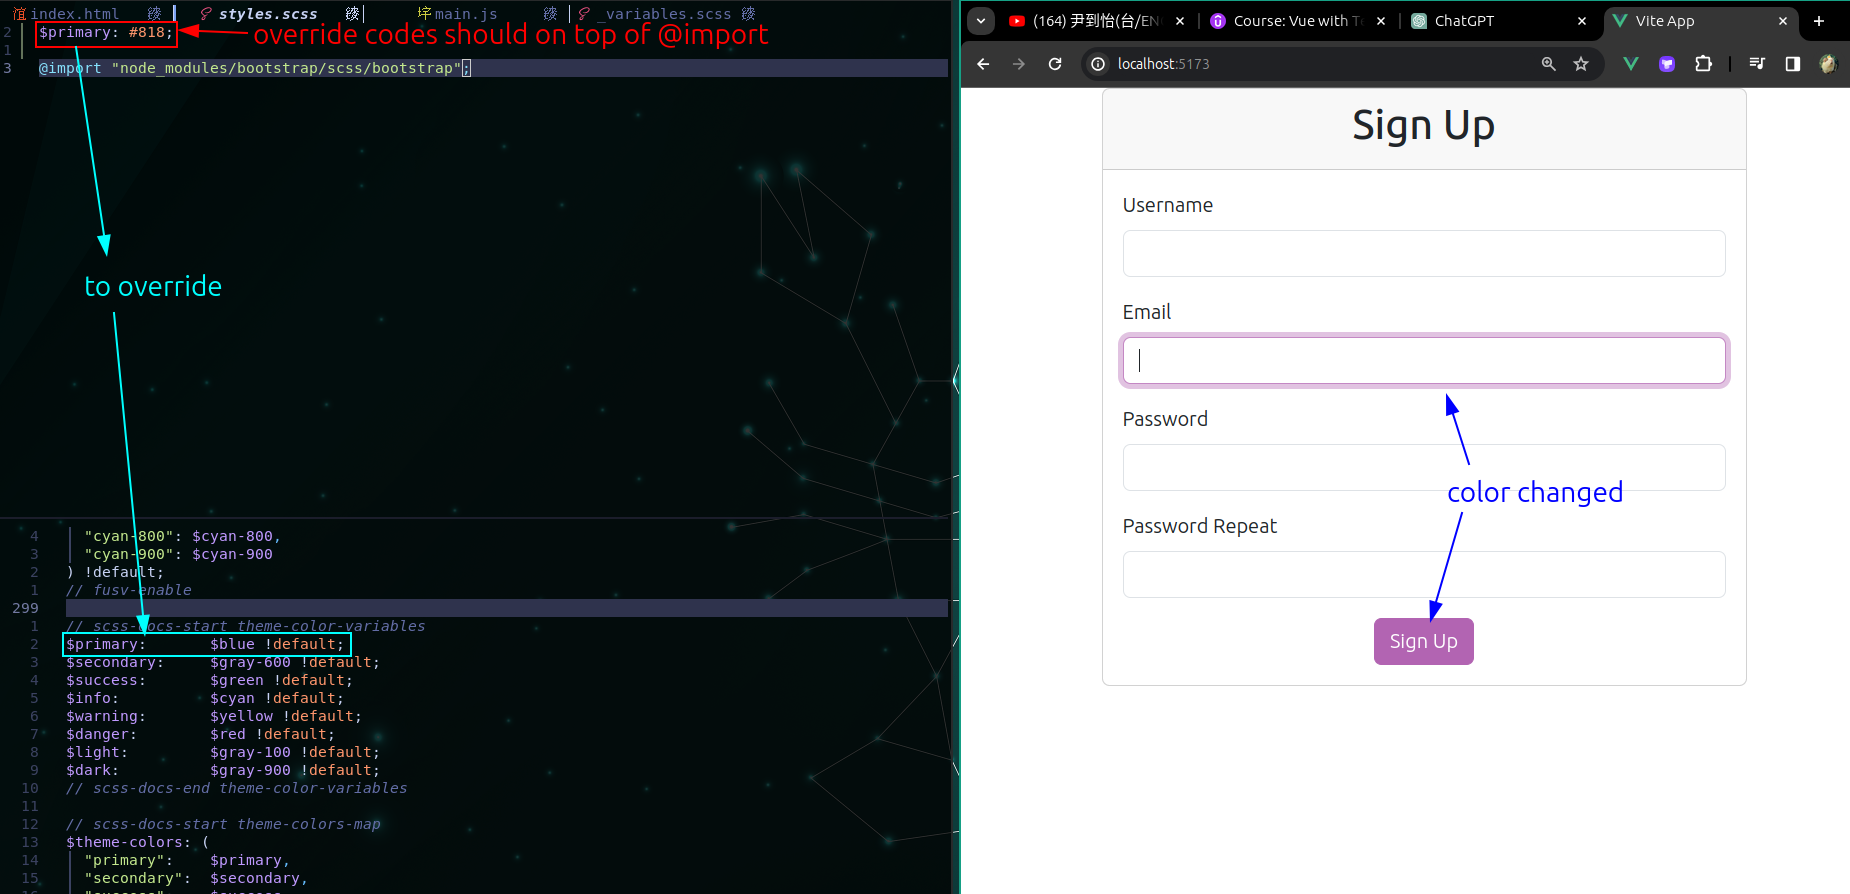 index.html
styles.scss
main.js
_variables.scss
2 $primary: #818;
override codes should on top of @import
1
3 @import "node_modules/bootstrap/scss/bootstrap";
to override
4 "cyan-800": $cyan-800,
3 "cyan-900": $cyan-900
2 ) !default;
1 // fusv-enable
299
1 // scss-docs-start theme-color-variables
2 $primary: $blue !default;
3 $secondary: $gray-600 !default;
4 $success: $green !default;
5 $info: $cyan !default;
6 $warning: $yellow !default;
7 $danger: $red !default;
8 $light: $gray-100 !default;
9 $dark: $gray-900 !default;
10 // scss-docs-end theme-color-variables
11
12 // scss-docs-start theme-colors-map
13 $theme-colors: (
14 "primary": $primary,
15 "secondary": $secondary,
(164) 尹到怡(台/EN
Course: Vue with T
ChatGPT
Vite App
localhost:5173
Sign Up
Username
Email
Password
color changed
Password Repeat
Sign Up